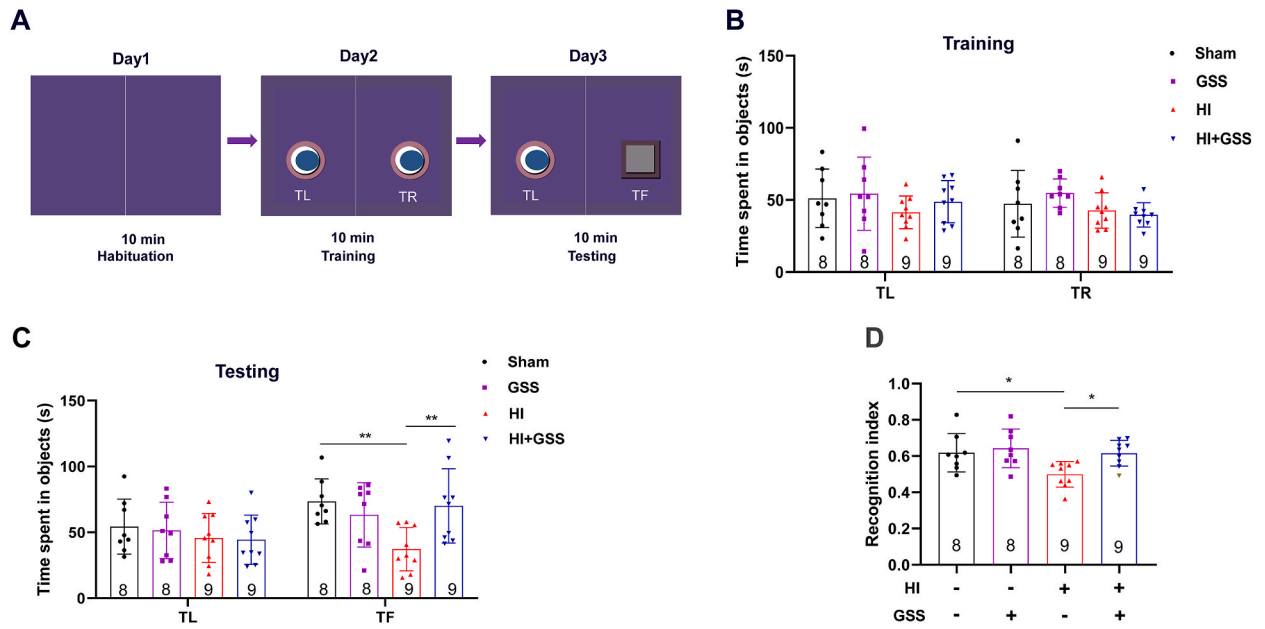 A
Day1
Day2
Day3
TL
TR
TL
TF
10 min
Habituation
10 min
Training
10 min
Testing
B
Training
Time spent in objects (s)
150
100
50
0
8
8
9
9
8
8
9
9
TL
TR
Sham
GSS
HI
HI+GSS
C
Testing
Time spent in objects (s)
150
100
50
0
**
**
8
8
9
9
8
8
9
9
TL
TF
Sham
GSS
HI
HI+GSS
D
Recognition index
1.0
0.8
0.6
0.4
0.2
0.0
*
*
8
8
9
9
HI - - + +
GSS - + - +